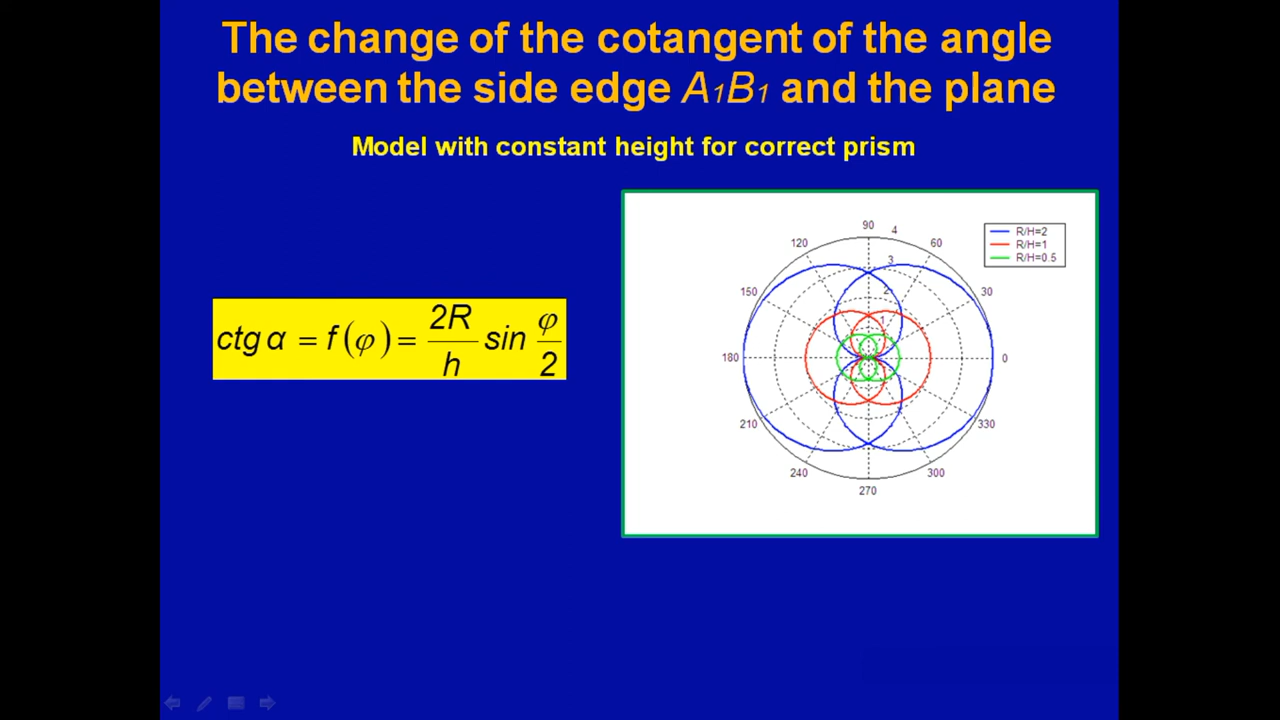 The change of the cotangent of the angle
between the side edge A₁B₁ and the plane
Model with constant height for correct prism
ctg α = f(φ) = 2R/h sin φ/2
R/H=2
R/H=1
R/H=0.5
90
4
120
60
3
150
2
30
1
180
0
210
330
240
300
270